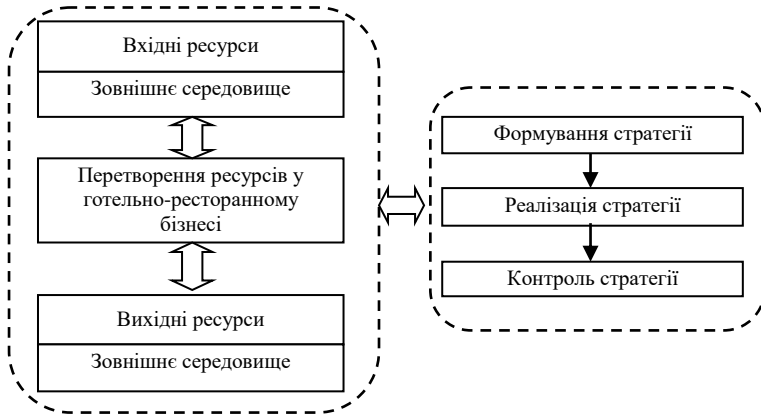 Вхідні ресурси
Зовнішнє середовище
Перетворення ресурсів у
готельно-ресторанному
бізнесі
Вихідні ресурси
Зовнішнє середовище
Формування стратегії
Реалізація стратегії
Контроль стратегії